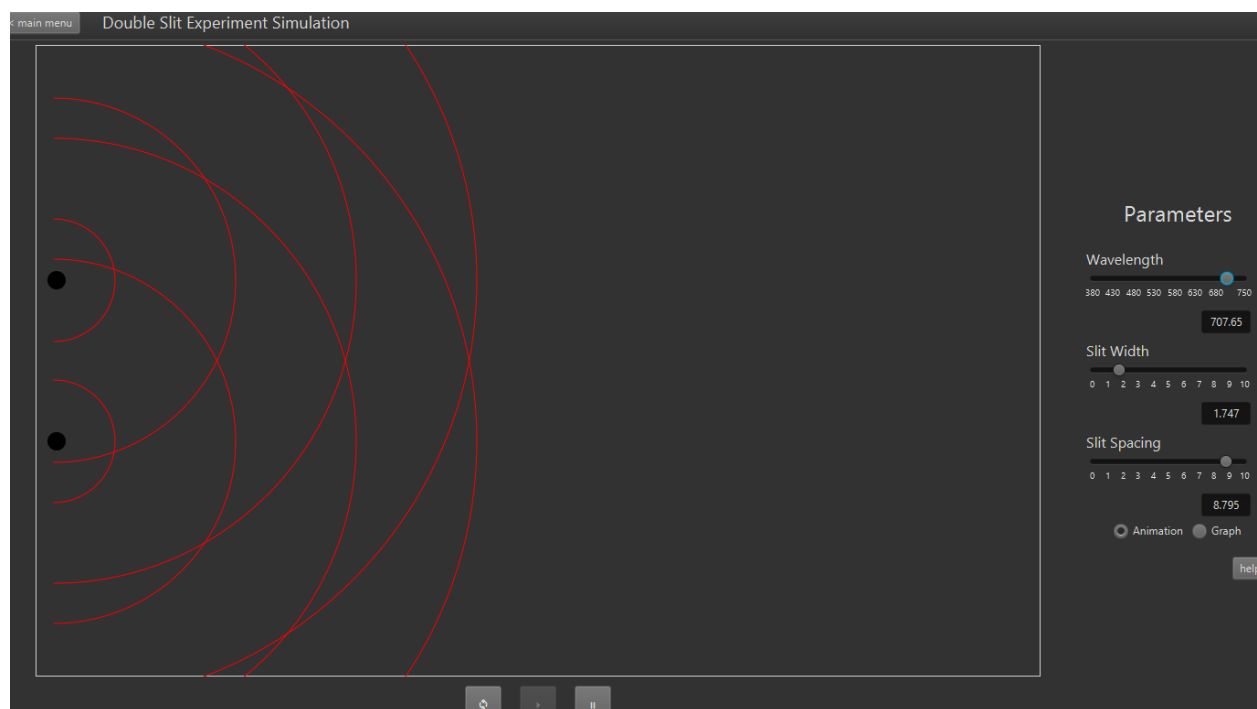 < main menu
Double Slit Experiment Simulation
Parameters
Wavelength
380 430 480 530 580 630 680 750
707.65
Slit Width
0 1 2 3 4 5 6 7 8 9 10
1.747
Slit Spacing
0 1 2 3 4 5 6 7 8 9 10
8.795
Animation Graph
help